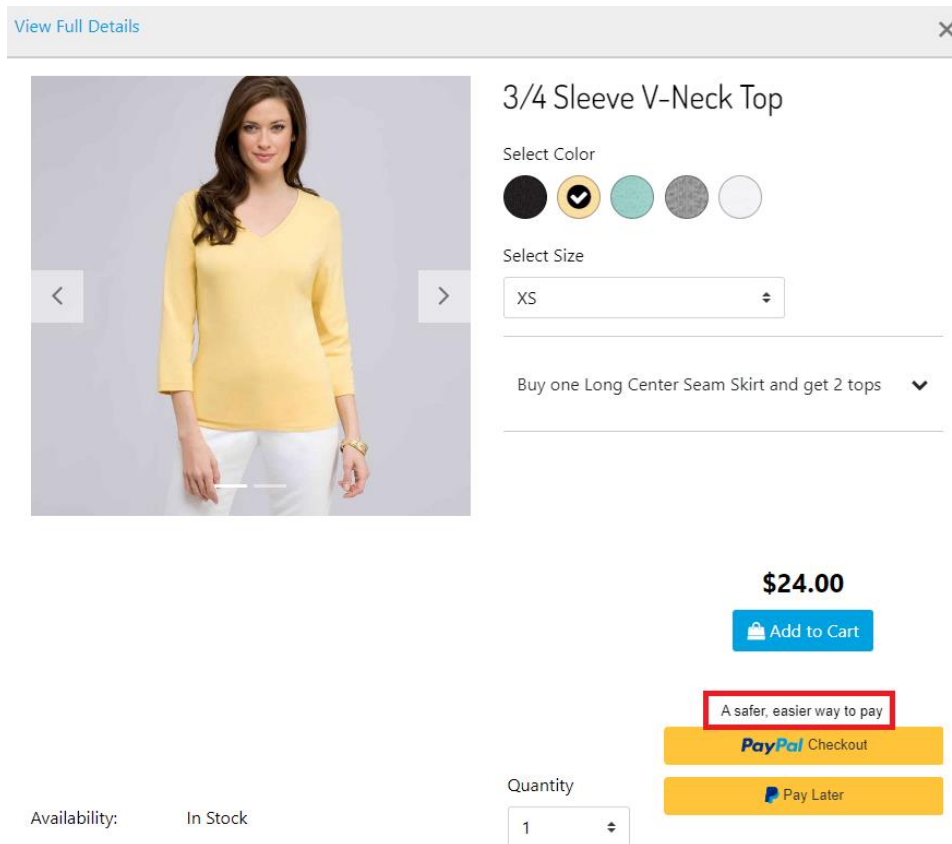 View Full Details
3/4 Sleeve V-Neck Top
Select Color
Select Size
XS
Buy one Long Center Seam Skirt and get 2 tops
$24.00
Add to Cart
A safer, easier way to pay
PayPal Checkout
Pay Later
Quantity
1
Availability: In Stock